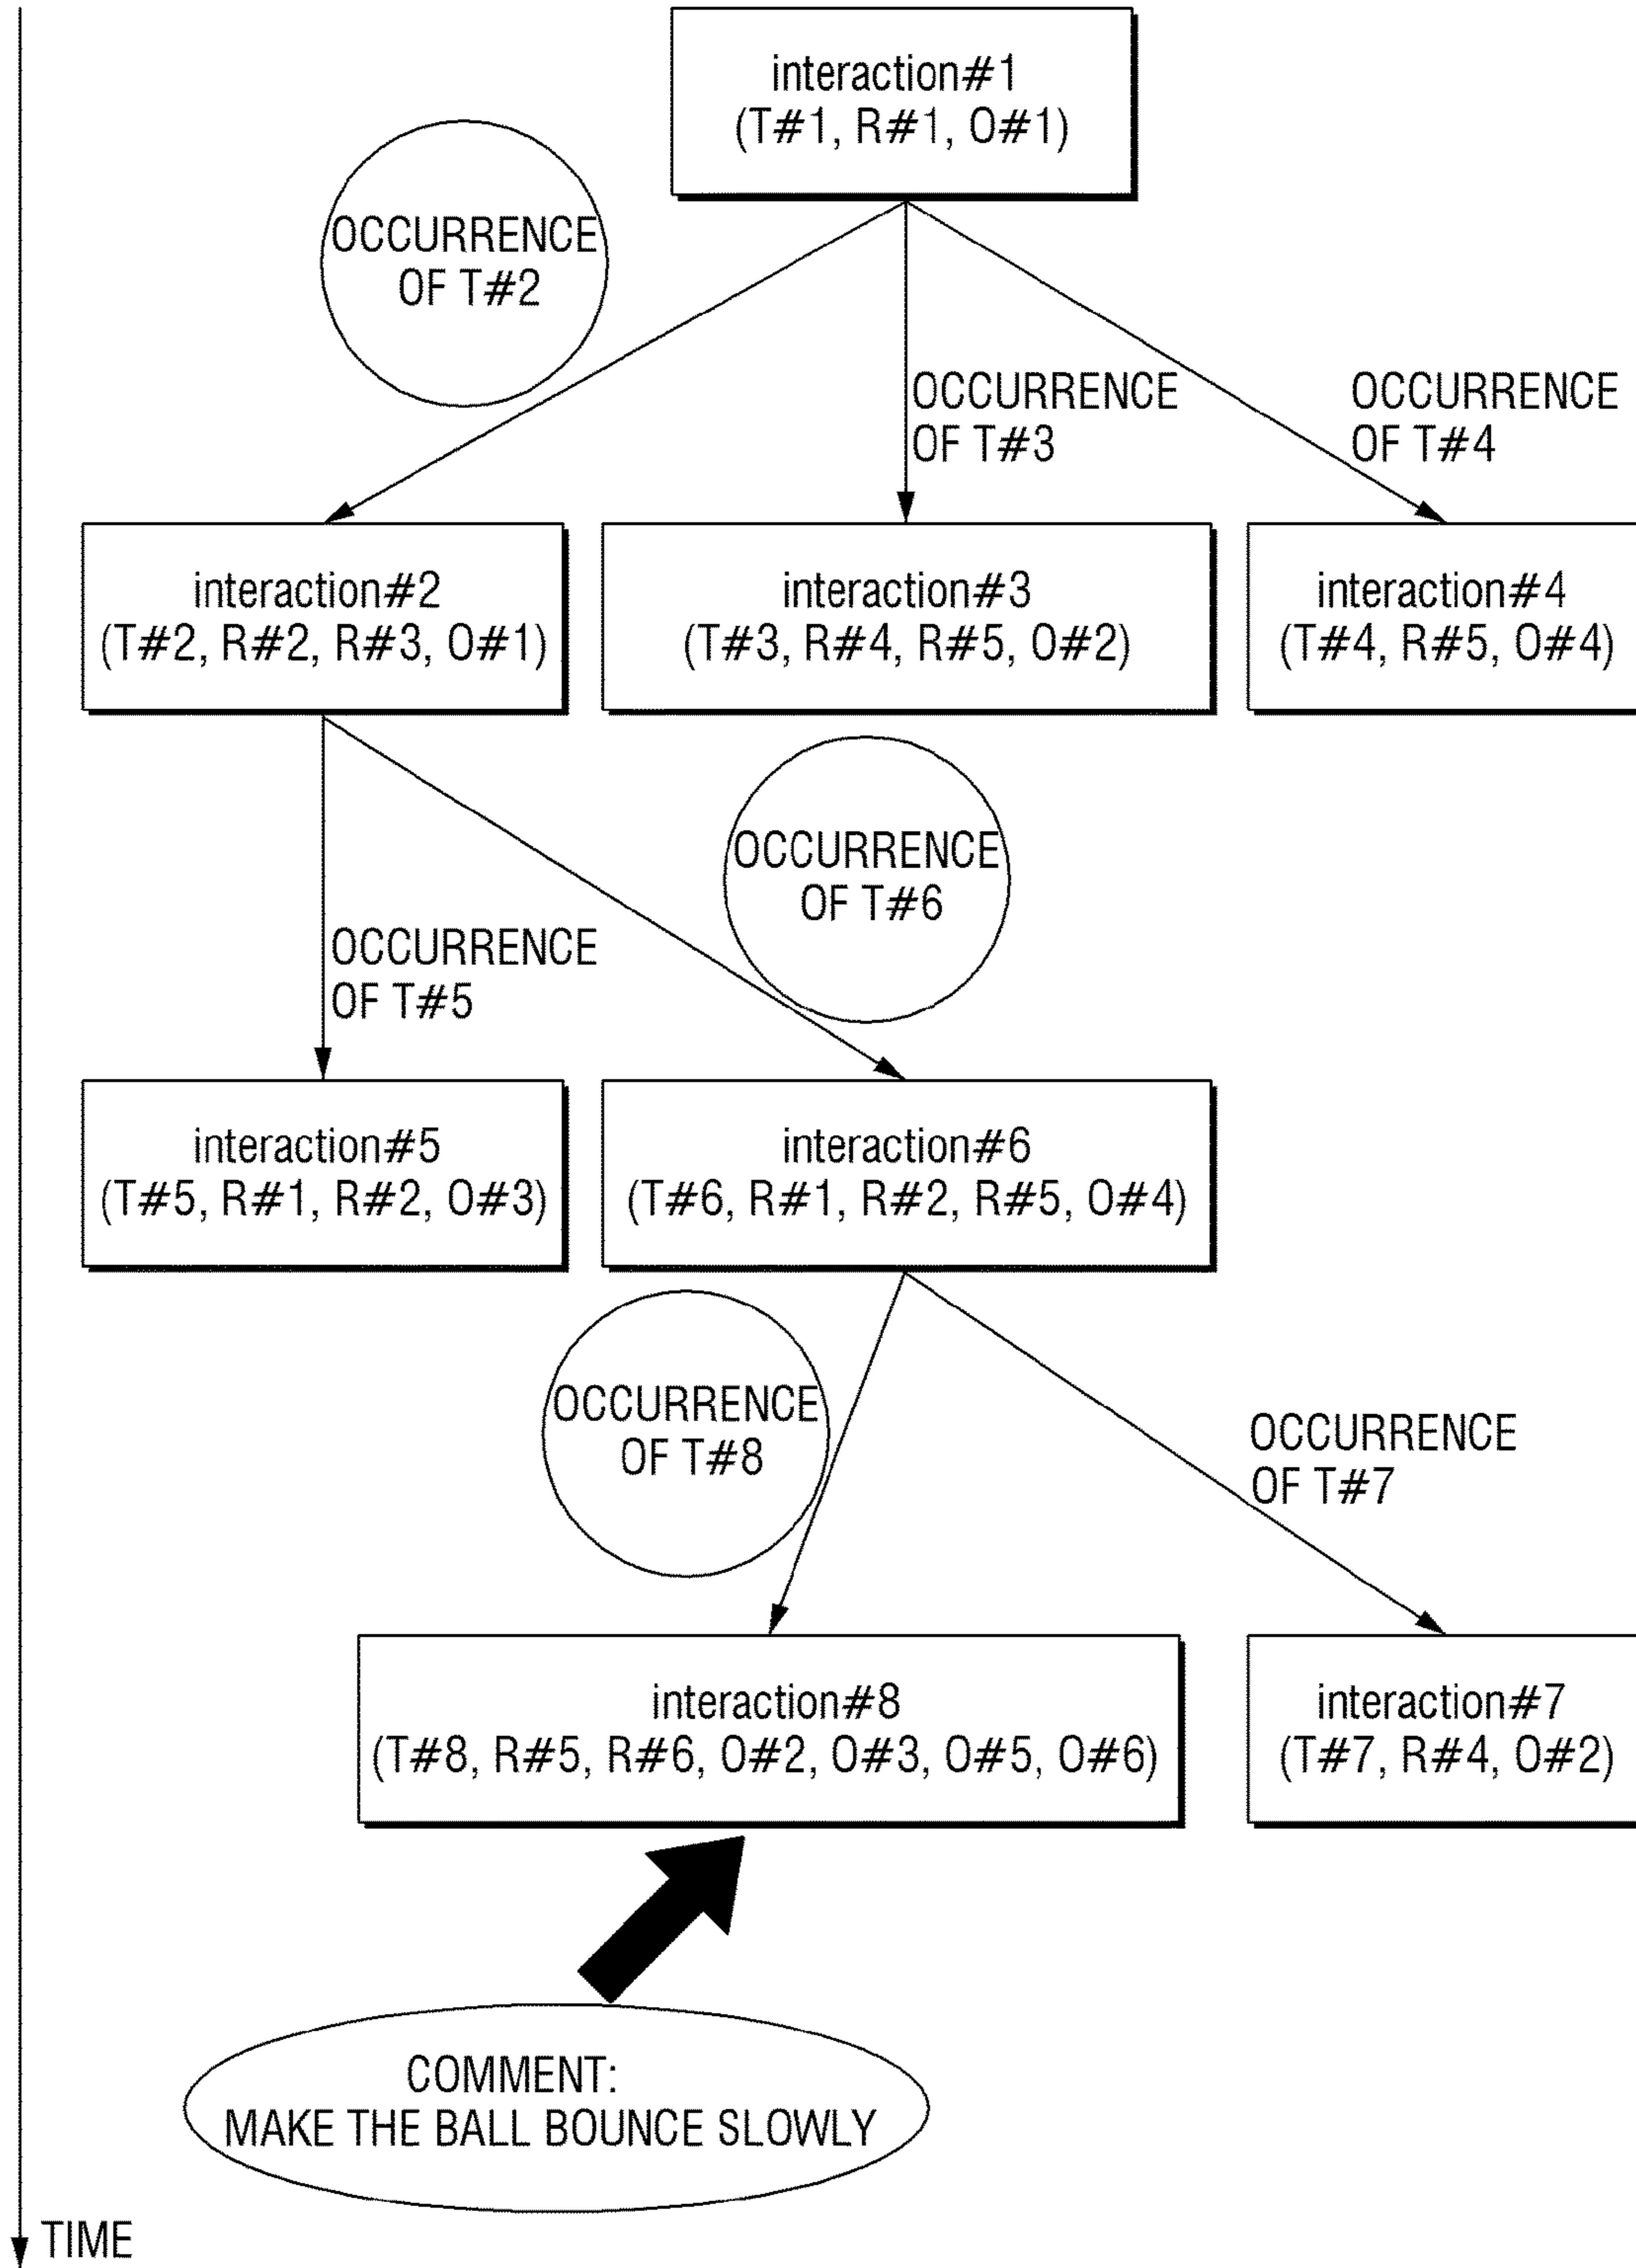 interaction#1
(T#1, R#1, O#1)
OCCURRENCE
OF T#2
OCCURRENCE
OF T#3
OCCURRENCE
OF T#4
interaction#2
(T#2, R#2, R#3, O#1)
interaction#3
(T#3, R#4, R#5, O#2)
interaction#4
(T#4, R#5, O#4)
OCCURRENCE
OF T#6
OCCURRENCE
OF T#5
interaction#5
(T#5, R#1, R#2, O#3)
interaction#6
(T#6, R#1, R#2, R#5, O#4)
OCCURRENCE
OF T#8
OCCURRENCE
OF T#7
interaction#8
(T#8, R#5, R#6, O#2, O#3, O#5, O#6)
interaction#7
(T#7, R#4, O#2)
COMMENT:
MAKE THE BALL BOUNCE SLOWLY
TIME